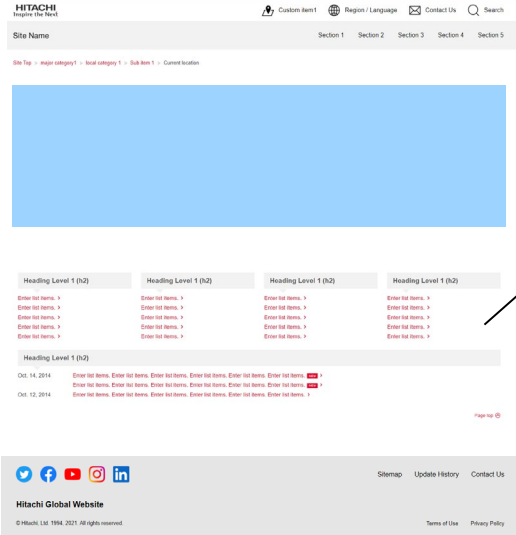 HITACHI
Inspire the Next
Custom item1 Region / Language Contact Us Search
Site Name Section 1 Section 2 Section 3 Section 4 Section 5
Site Top > major category1 > local category 1 > Sub item 1 > Current location
Heading Level 1 (h2) Heading Level 1 (h2) Heading Level 1 (h2) Heading Level 1 (h2)
Enter list items. > Enter list items. > Enter list items. > Enter list items. >
Enter list items. > Enter list items. > Enter list items. > Enter list items. >
Enter list items. > Enter list items. > Enter list items. > Enter list items. >
Enter list items. > Enter list items. > Enter list items. > Enter list items. >
Enter list items. > Enter list items. > Enter list items. > Enter list items. >
Heading Level 1 (h2)
Oct. 14, 2014 Enter list items. Enter list items. Enter list items. Enter list items. Enter list items. Enter list items. >
Enter list items. Enter list items. Enter list items. Enter list items. Enter list items. Enter list items. >
Oct. 12, 2014 Enter list items. Enter list items. Enter list items. Enter list items. Enter list items. Enter list items. >
Page top
Sitemap Update History Contact Us
Hitachi Global Website
© Hitachi, Ltd. 1994, 2021. All rights reserved. Terms of Use Privacy Policy